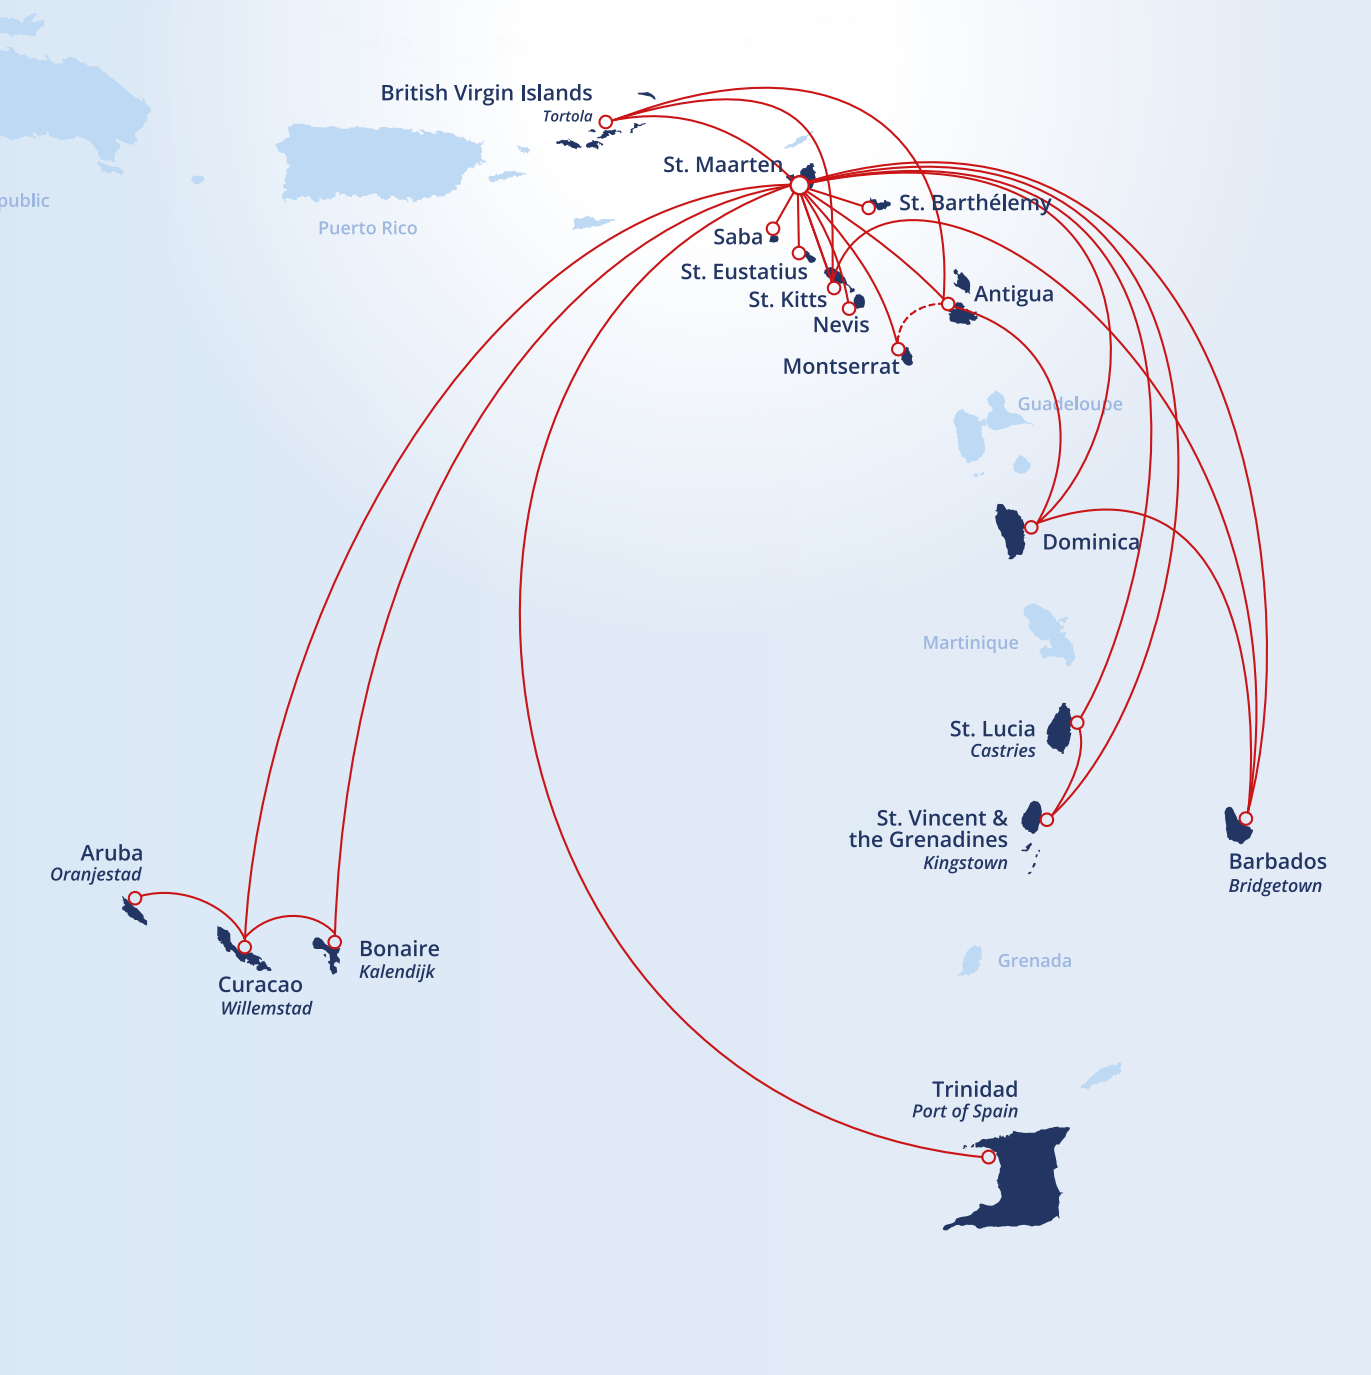 British Virgin Islands
Tortola
St. Maarten
public
Puerto Rico
St. Barthélemy
Saba
St. Eustatius
St. Kitts
Antigua
Nevis
Montserrat
Guadeloupe
Dominica
Martinique
St. Lucia
Castries
St. Vincent &
the Grenadines
Kingstown
Aruba
Oranjestad
Barbados
Bridgetown
Bonaire
Kalendijk
Curacao
Willemstad
Grenada
Trinidad
Port of Spain